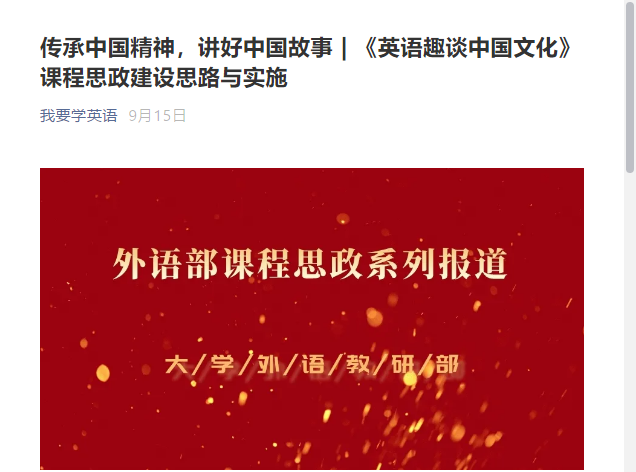 传承中国精神，讲好中国故事 | 《英语趣谈中国文化》
课程思政建设思路与实施
我要学英语 9月15日
外语部课程思政系列报道
大/学/外/语/教/研/部